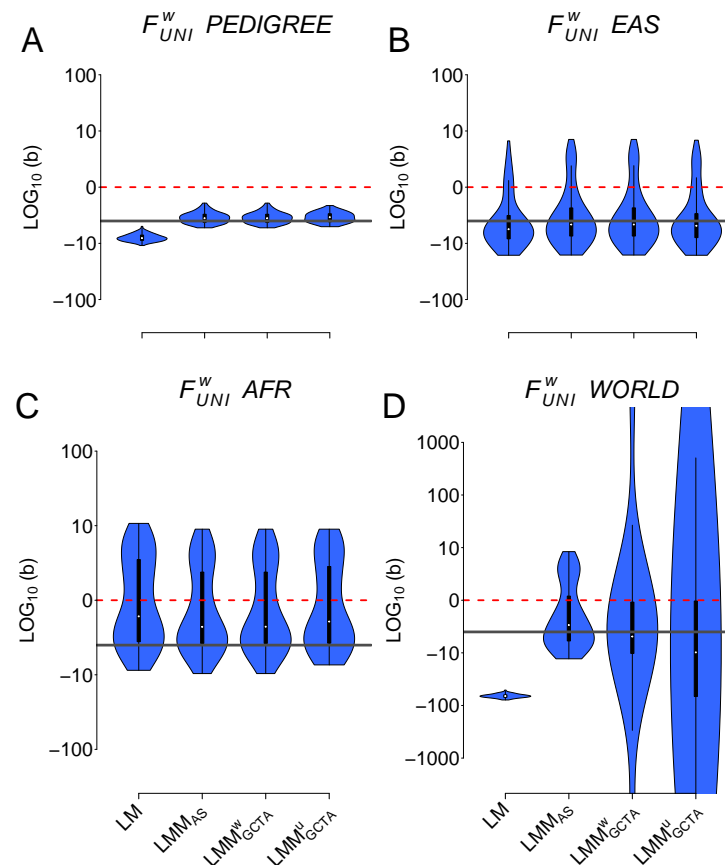 A
F^w_UNI PEDIGREE
LOG10 (b)
100
10
0
−10
−100
B
F^w_UNI EAS
LOG10 (b)
100
10
0
−10
−100
C
F^w_UNI AFR
LOG10 (b)
100
10
0
−10
−100
LM
LMM_AS
LMM^w_GCTA
LMM^u_GCTA
D
F^w_UNI WORLD
LOG10 (b)
1000
100
10
0
−10
−100
−1000
LM
LMM_AS
LMM^w_GCTA
LMM^u_GCTA